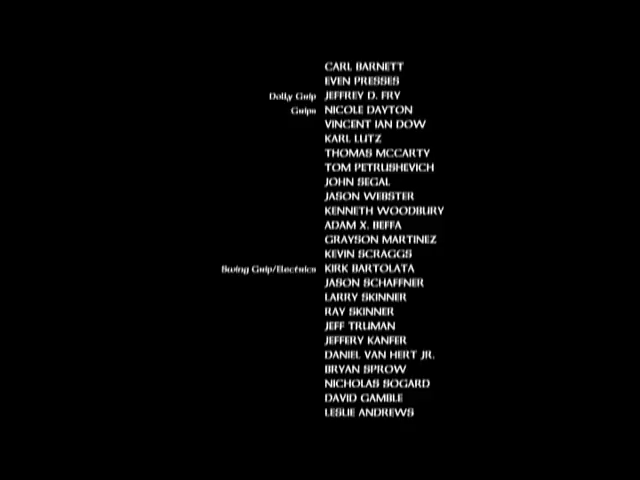 CARL BARNETT
EVEN PRESSES
Dolly Grip JEFFREY D. FRY
Grips NICOLE DAYTON
VINCENT IAN DOW
KARL LUTZ
THOMAS MCCARTY
TOM PETRUSHEVICH
JOHN SEGAL
JASON WEBSTER
KENNETH WOODBURY
ADAM X. BEFFA
GRAYSON MARTINEZ
KEVIN SCRAGGS
Swing Grip/Electrics KIRK BARTOLATA
JASON SCHAFFNER
LARRY SKINNER
RAY SKINNER
JEFF TRUMAN
JEFFERY KANFER
DANIEL VAN HERT JR.
BRYAN SPROW
NICHOLAS SOGARD
DAVID GAMBLE
LESLIE ANDREWS